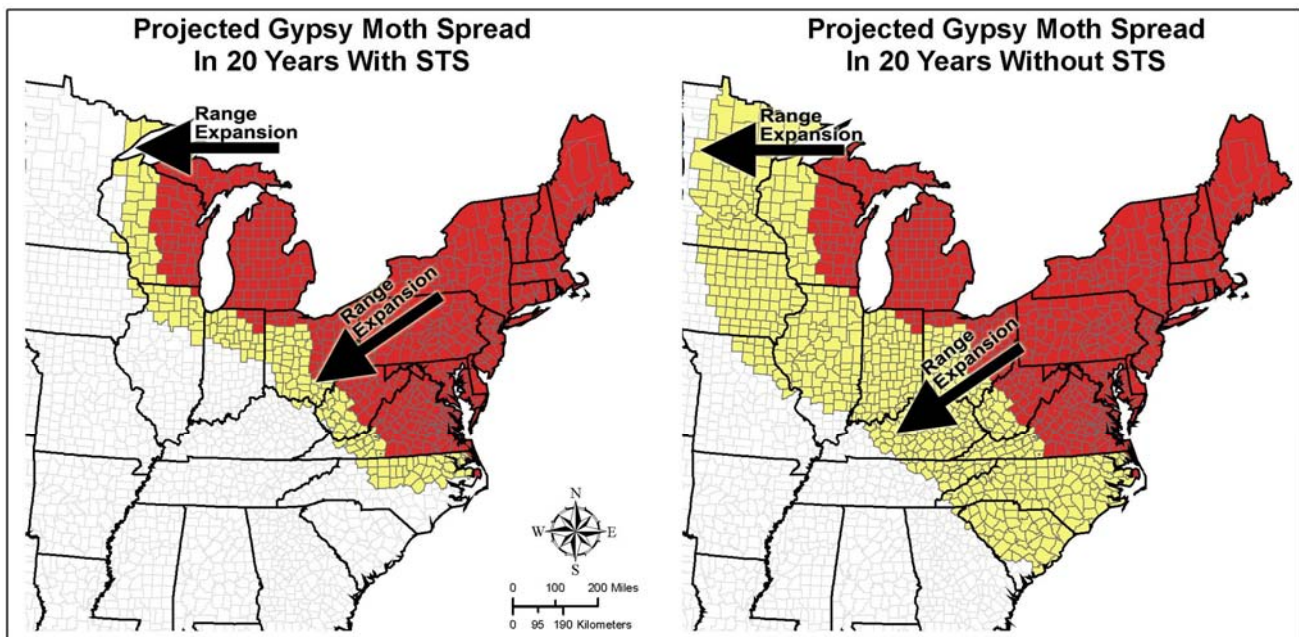 Projected Gypsy Moth Spread
In 20 Years With STS
Range
Expansion
Range
Expansion
N
W
E
S
0 100 200 Miles
0 95 190 Kilometers
Projected Gypsy Moth Spread
In 20 Years Without STS
Range
Expansion
Range
Expansion